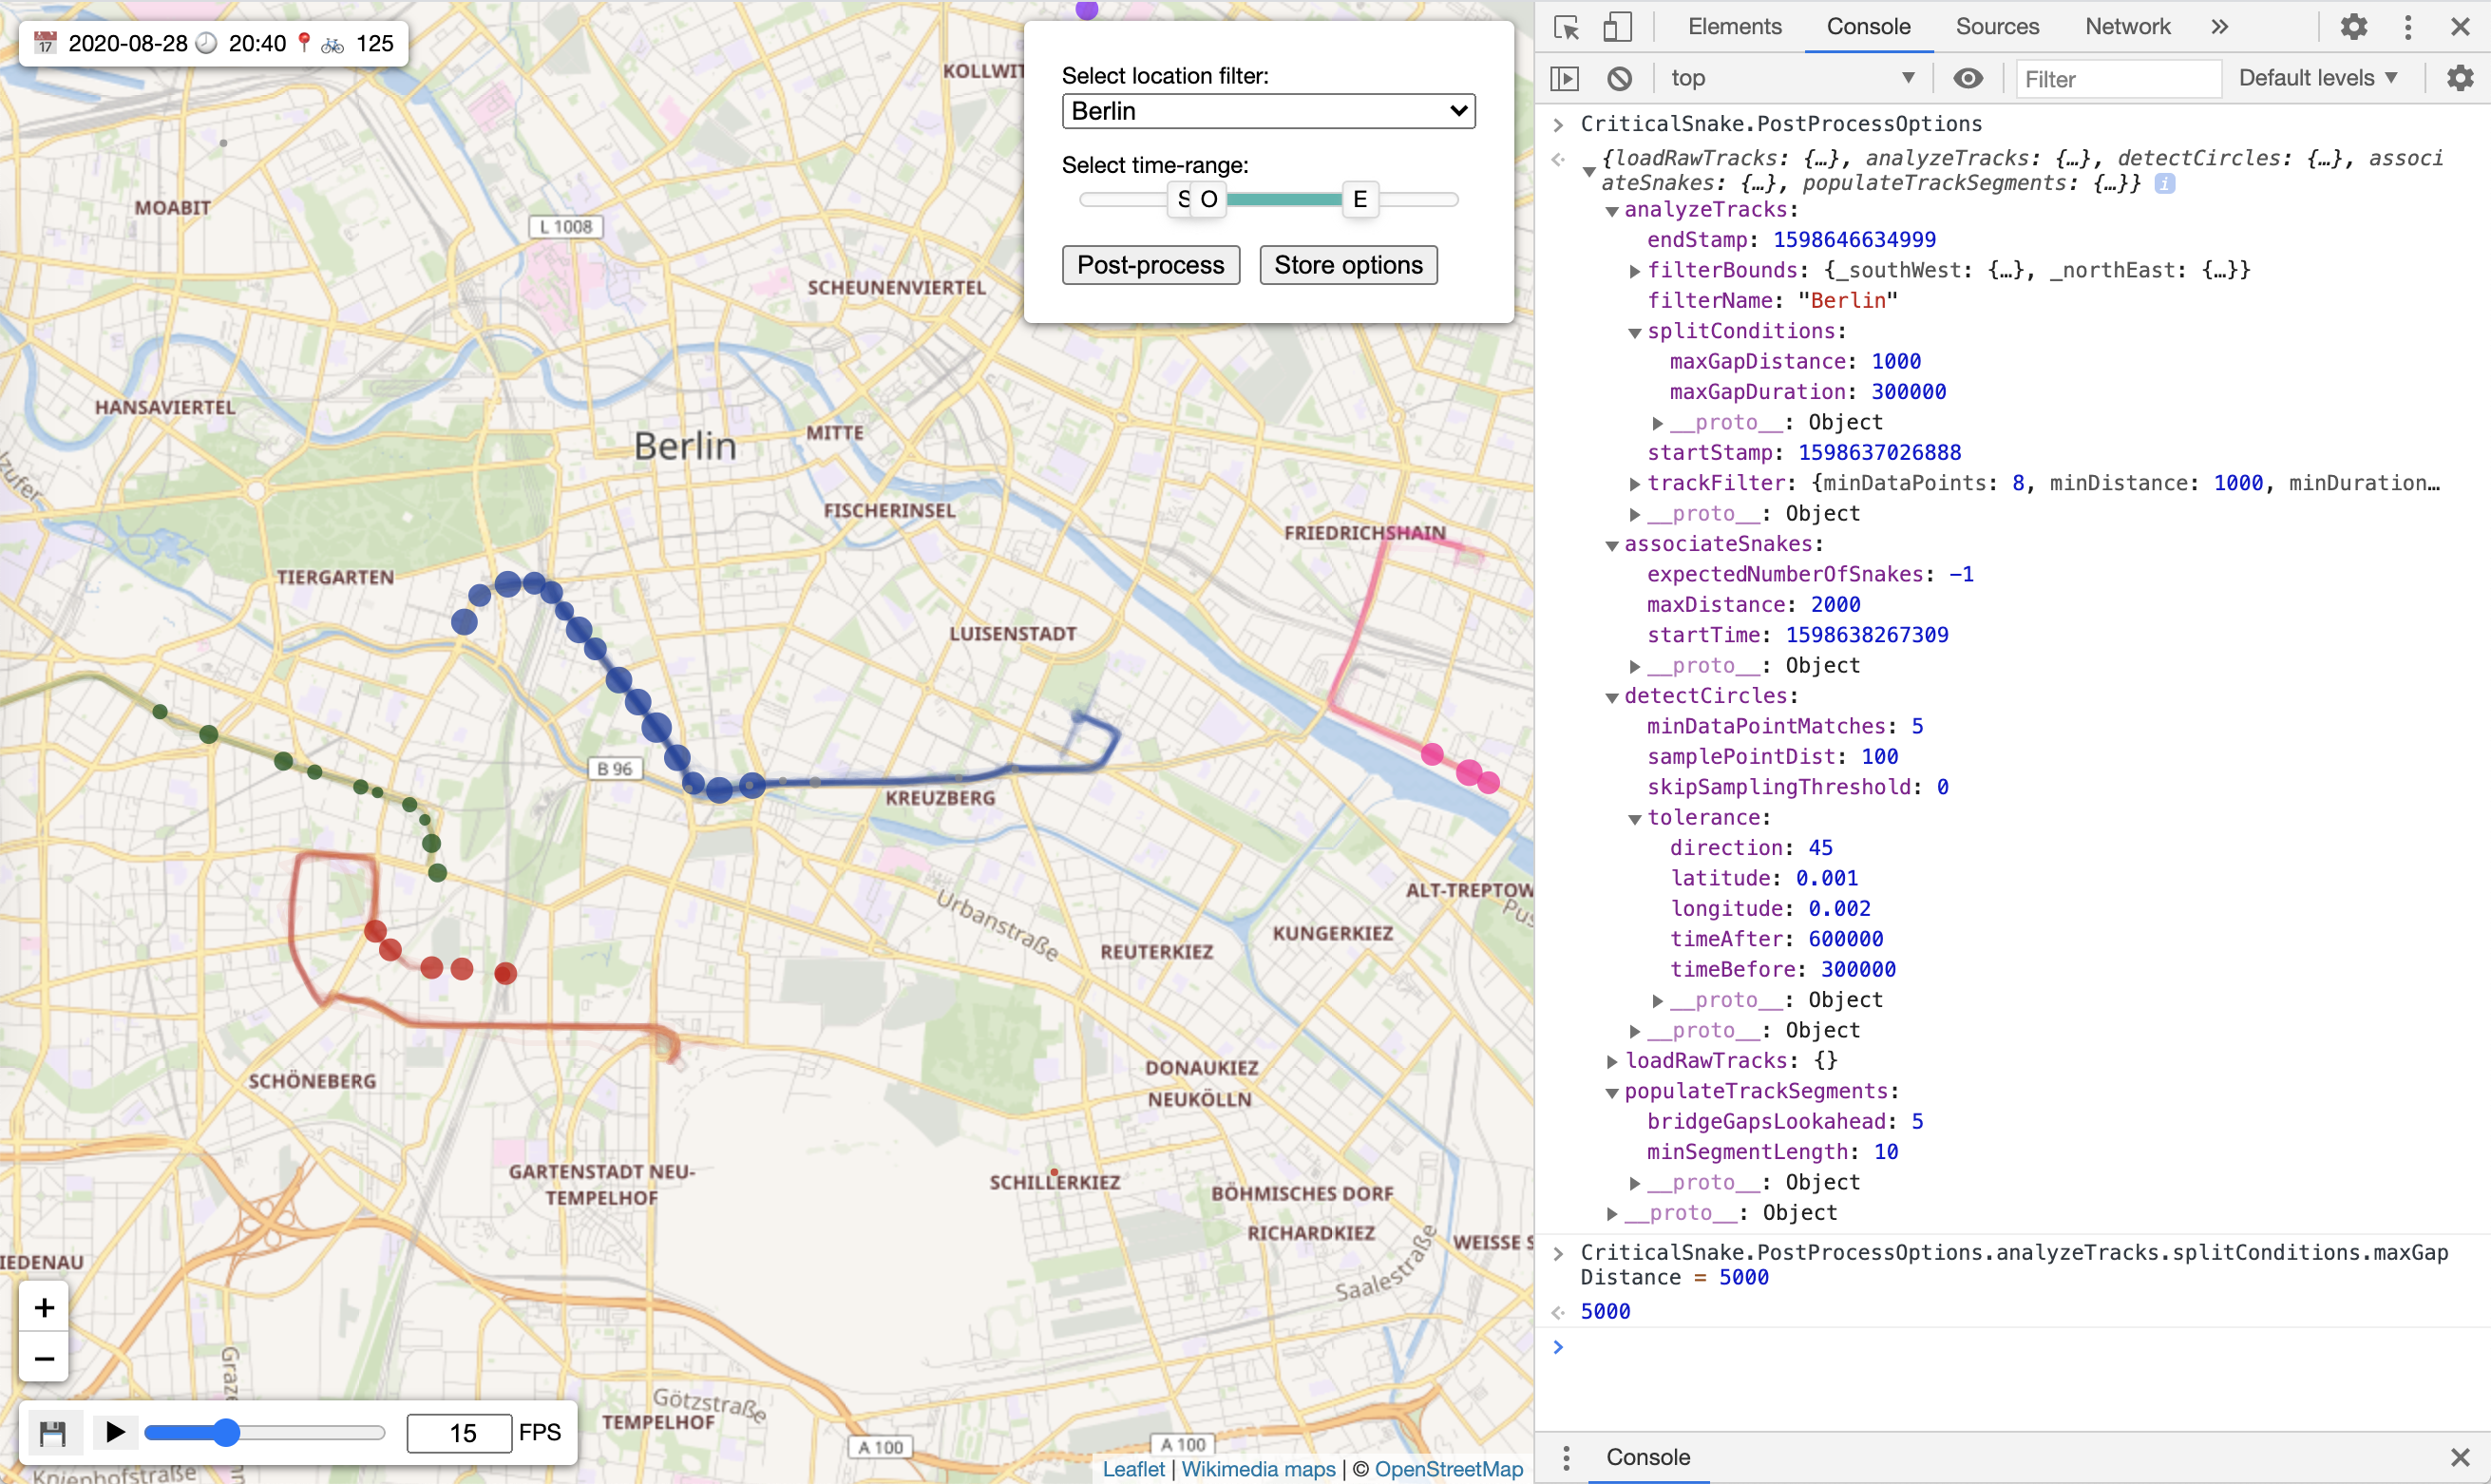 2020-08-28 20:40 125
KOLLWIT
Select location filter:
Berlin
Select time-range:
S O E
Post-process Store options
MOABIT
L 1008
SCHEUNENVIERTEL
HANSAVIERTEL
MITTE
Berlin
FISCHERINSEL
FRIEDRICHSHAIN
TIERGARTEN
LUISENSTADT
B 96
KREUZBERG
ALT-TREPTOW
Urbanstraße
REUTERKIEZ
KUNGERKIEZ
SCHÖNEBERG
DONAUKIEZ
NEUKÖLLN
GARTENSTADT NEU-
TEMPELHOF
SCHILLERKIEZ
BÖHMISCHES DORF
RICHARDKIEZ
WEISSE S
IEDENAU
Saalestraße
+
−
Götzstraße
TEMPELHOF
15 FPS
A 100
A 100
Leaflet | Wikimedia maps | © OpenStreetMap
Elements Console Sources Network »
top Filter Default levels
CriticalSnake.PostProcessOptions
{loadRawTracks: {…}, analyzeTracks: {…}, detectCircles: {…}, associ
ateSnakes: {…}, populateTrackSegments: {…}} i
analyzeTracks:
endStamp: 1598646634999
filterBounds: {_southWest: {…}, _northEast: {…}}
filterName: "Berlin"
splitConditions:
maxGapDistance: 1000
maxGapDuration: 300000
__proto__: Object
startStamp: 1598637026888
trackFilter: {minDataPoints: 8, minDistance: 1000, minDuration…
__proto__: Object
associateSnakes:
expectedNumberOfSnakes: −1
maxDistance: 2000
startTime: 1598638267309
__proto__: Object
detectCircles:
minDataPointMatches: 5
samplePointDist: 100
skipSamplingThreshold: 0
tolerance:
direction: 45
latitude: 0.001
longitude: 0.002
timeAfter: 600000
timeBefore: 300000
__proto__: Object
__proto__: Object
loadRawTracks: {}
populateTrackSegments:
bridgeGapsLookahead: 5
minSegmentLength: 10
__proto__: Object
__proto__: Object
CriticalSnake.PostProcessOptions.analyzeTracks.splitConditions.maxGap
Distance = 5000
5000
Console